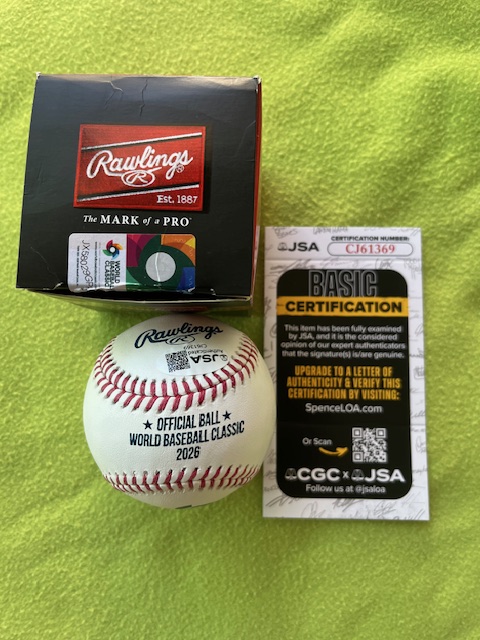 Rawlings
R
Est. 1887
The MARK of a PRO
WORLD
BASEBALL
CLASSIC
Rawlings
R
JSA
Authenticated
CJ61369
★ OFFICIAL BALL ★
WORLD BASEBALL CLASSIC
2026
JSA
CERTIFICATION NUMBER:
CJ61369
BASIC
CERTIFICATION
This item has been fully examined
by JSA, and it is the considered
opinion of our expert authenticators
that the signature(s) is/are genuine.
UPGRADE TO A LETTER OF
AUTHENTICITY & VERIFY THIS
CERTIFICATION BY VISITING:
SpenceLOA.com
Or Scan
CGC x JSA
Follow us at @jsaloa